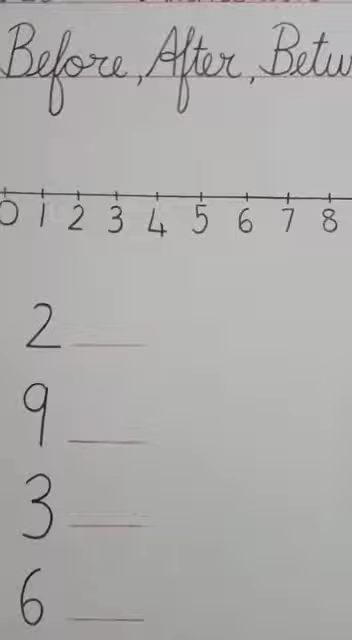 Before, After,
0 1 2 3 4 5 6 7 8
2 ___
9 ___
3 ___
6 ___